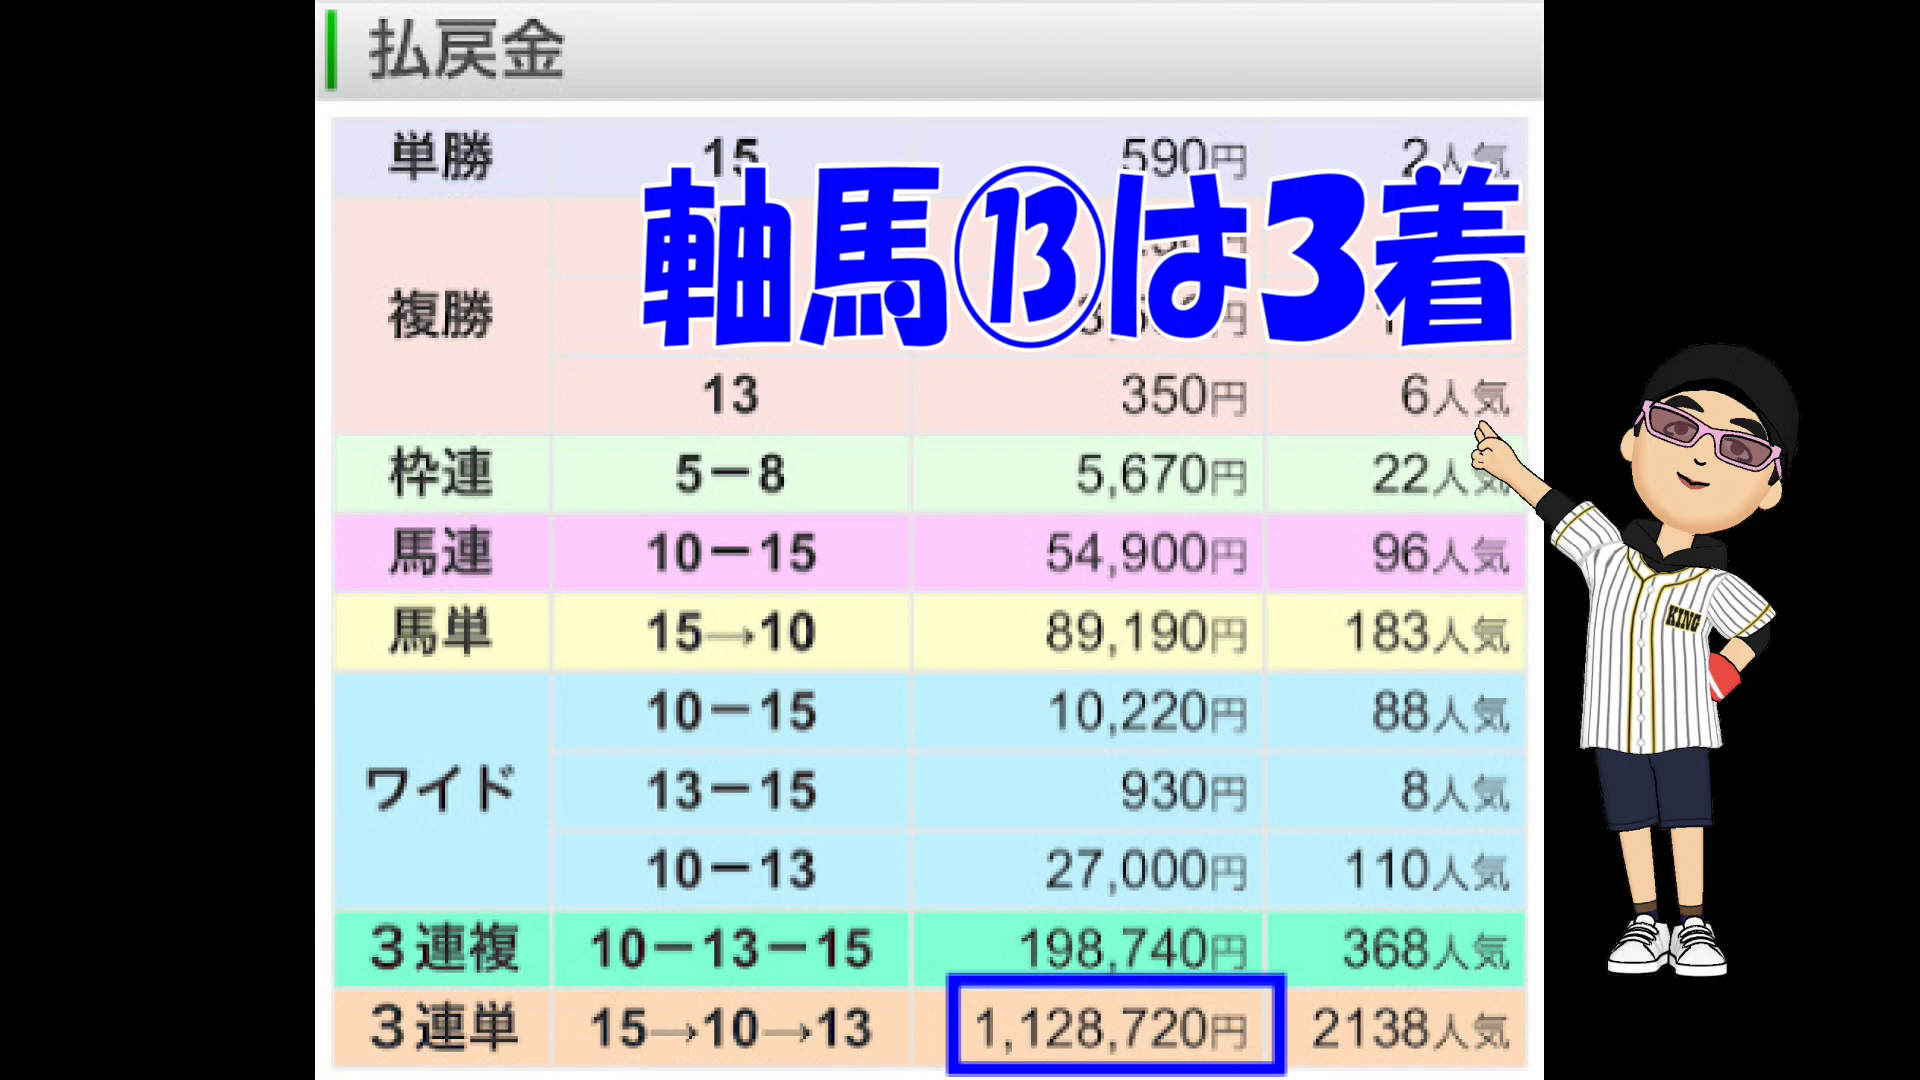 払戻金
単勝 15 590円 2人気
軸馬⑬は3着
複勝
13 350円 6人気
枠連 5－8 5,670円 22人気
馬連 10－15 54,900円 96人気
馬単 15→10 89,190円 183人気
ワイド
10－15 10,220円 88人気
13－15 930円 8人気
10－13 27,000円 110人気
３連複 10－13－15 198,740円 368人気
３連単 15→10→13 1,128,720円 2138人気
KING